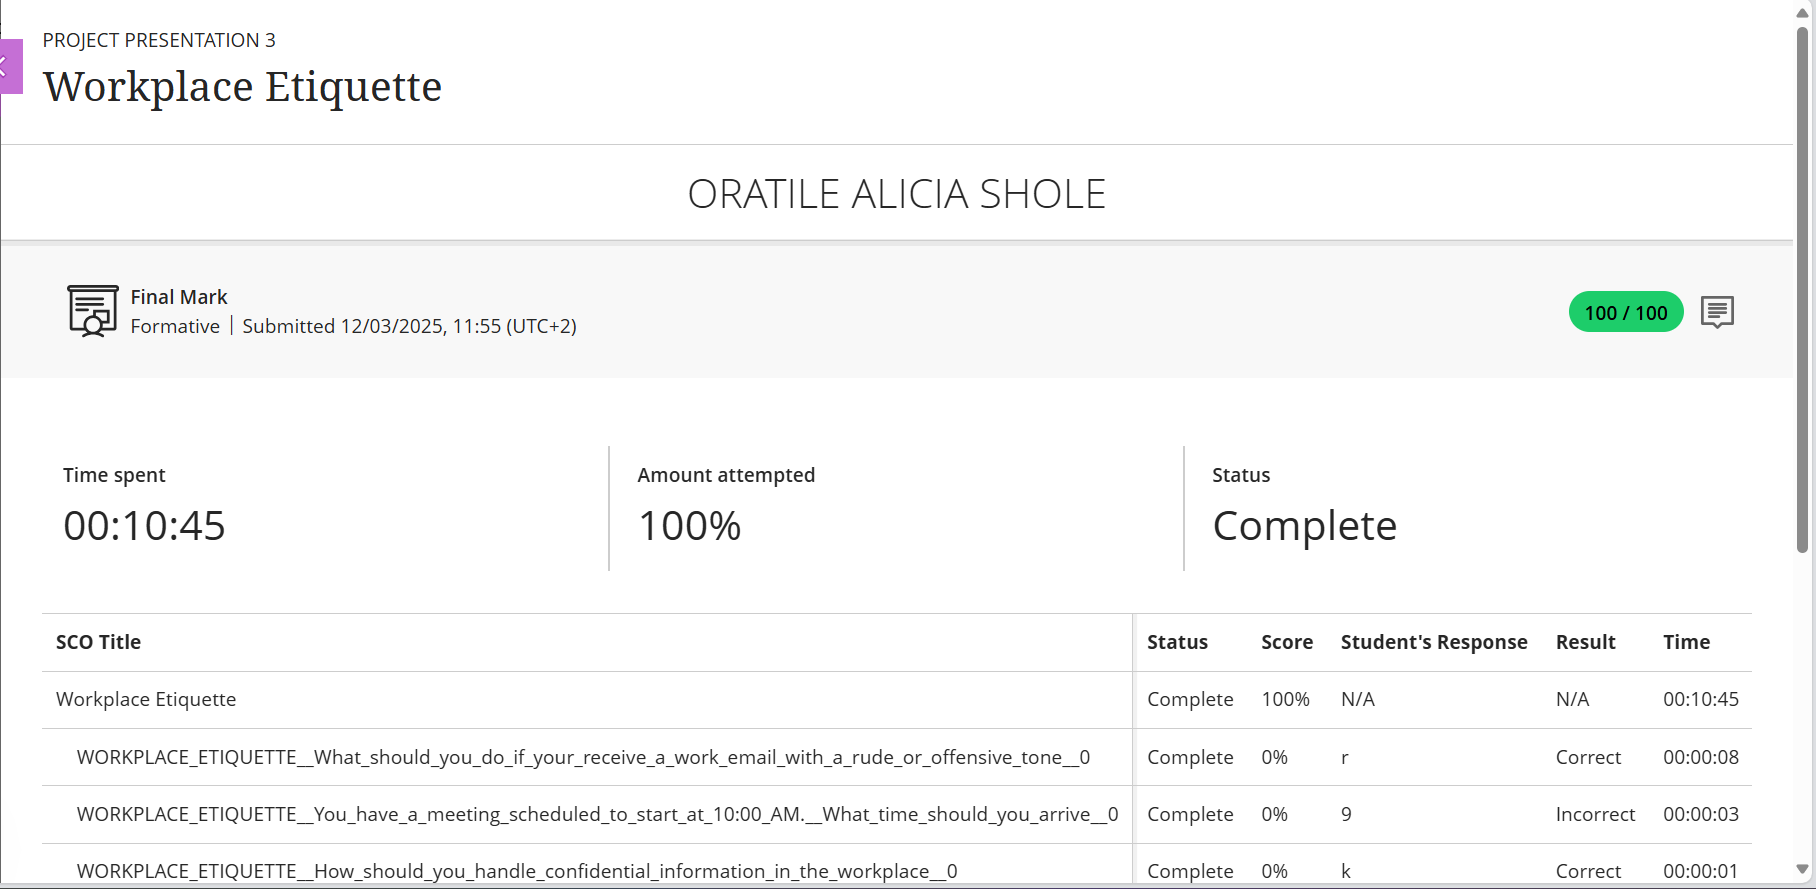 PROJECT PRESENTATION 3
Workplace Etiquette
ORATILE ALICIA SHOLE
Final Mark
Formative | Submitted 12/03/2025, 11:55 (UTC+2)
100 / 100
Time spent
00:10:45
Amount attempted
100%
Status
Complete
SCO Title Status Score Student's Response Result Time
Workplace Etiquette Complete 100% N/A N/A 00:10:45
WORKPLACE_ETIQUETTE__What_should_you_do_if_your_receive_a_work_email_with_a_rude_or_offensive_tone__0 Complete 0% r Correct 00:00:08
WORKPLACE_ETIQUETTE__You_have_a_meeting_scheduled_to_start_at_10:00_AM.__What_time_should_you_arrive__0 Complete 0% 9 Incorrect 00:00:03
WORKPLACE_ETIQUETTE__How_should_you_handle_confidential_information_in_the_workplace__0 Complete 0% k Correct 00:00:01